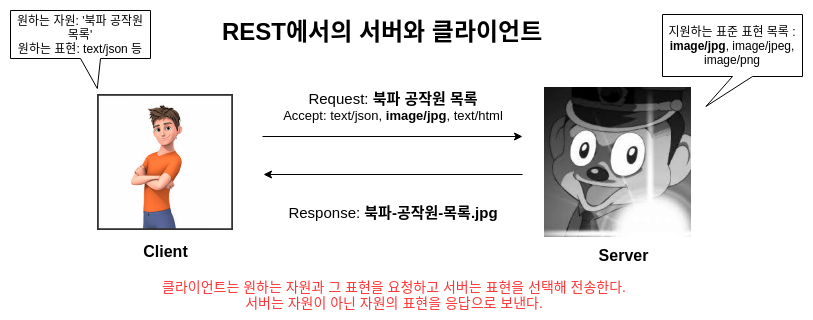 REST에서의 서버와 클라이언트
원하는 자원: '북파 공작원
목록'
원하는 표현: text/json 등
지원하는 표준 표현 목록 :
image/jpg, image/jpeg,
image/png
Request: 북파 공작원 목록
Accept: text/json, image/jpg, text/html
Response: 북파-공작원-목록.jpg
Client
Server
클라이언트는 원하는 자원과 그 표현을 요청하고 서버는 표현을 선택해 전송한다.
서버는 자원이 아닌 자원의 표현을 응답으로 보낸다.